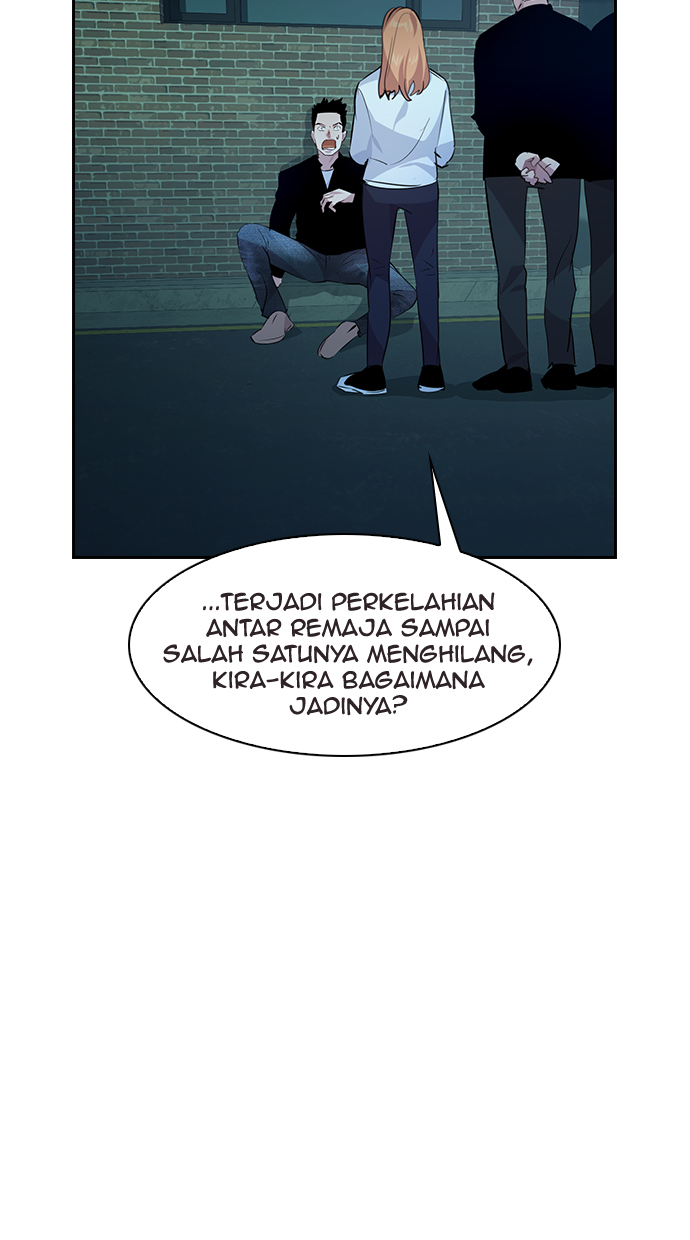 ...TERJADI PERKELAHIAN
ANTAR REMAJA SAMPAI
SALAH SATUNYA MENGHILANG,
KIRA-KIRA BAGAIMANA
JADINYA?